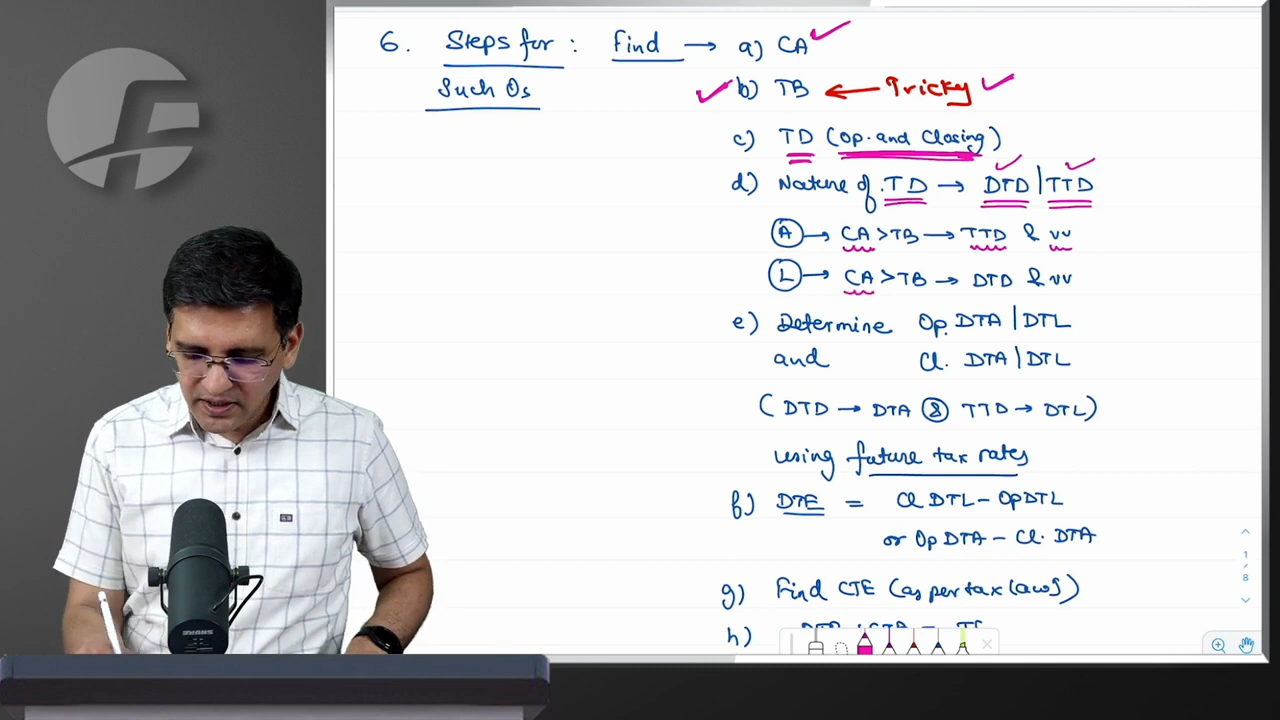 6. Steps for : Find → a) CA
Such Qs
b) TB ← Tricky
c) TD (Op. and Closing)
d) Nature of TD → DTD | TTD
A → CA > TB → TTD & vv
L → CA > TB → DTD & vv
e) Determine Op. DTA | DTL
and Cl. DTA | DTL
( DTD → DTA & TTD → DTL)
using future tax rates
f) DTE = Cl DTL - Op DTL
or Op DTA - Cl. DTA
g) Find CTE (as per tax laws)
h)
1
/
8
SHURE